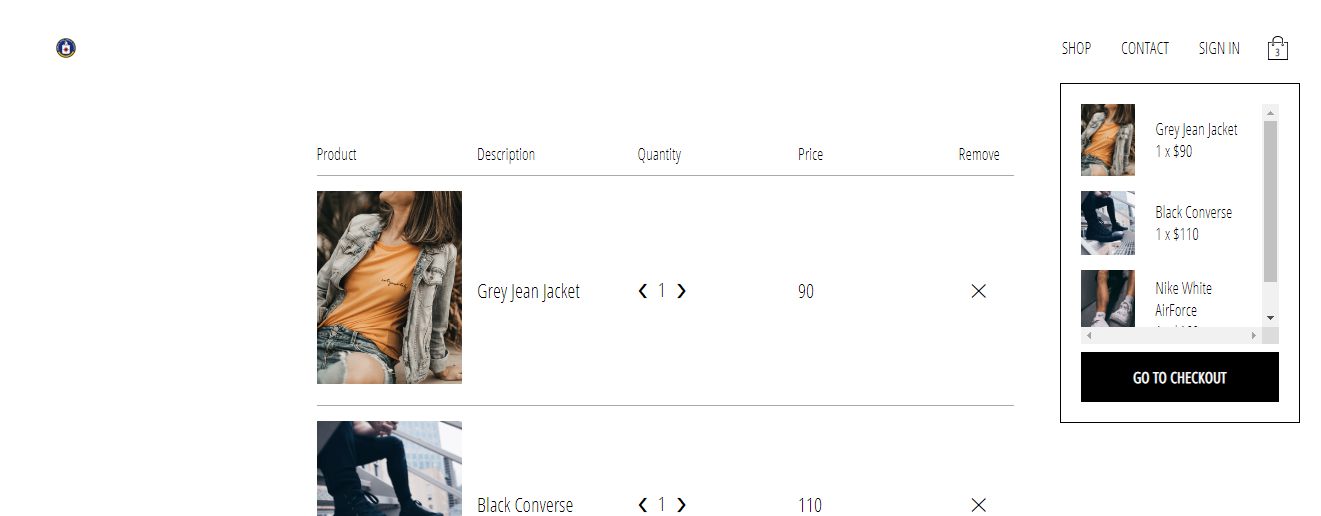 SHOP CONTACT SIGN IN 3
Product Description Quantity Price Remove
Grey Jean Jacket ❮ 1 ❯ 90
Black Converse ❮ 1 ❯ 110
Grey Jean Jacket
1 x $90
Black Converse
1 x $110
Nike White
AirForce
GO TO CHECKOUT